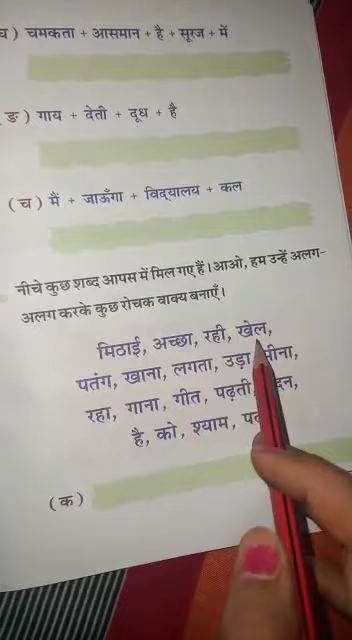 घ) चमकता + आसमान + है + सूरज + में
ङ) गाय + देती + दूध + है
(च) मैं + जाऊँगा + विद्यालय + कल
नीचे कुछ शब्द आपस में मिल गए हैं। आओ, हम उन्हें अलग-
अलग करके कुछ रोचक वाक्य बनाएँ।
मिठाई, अच्छा, रही, खेल,
पतंग, खाना, लगता, उड़ा
रहा, गाना, गीत, पढ़ती
है, को, श्याम,
(क)